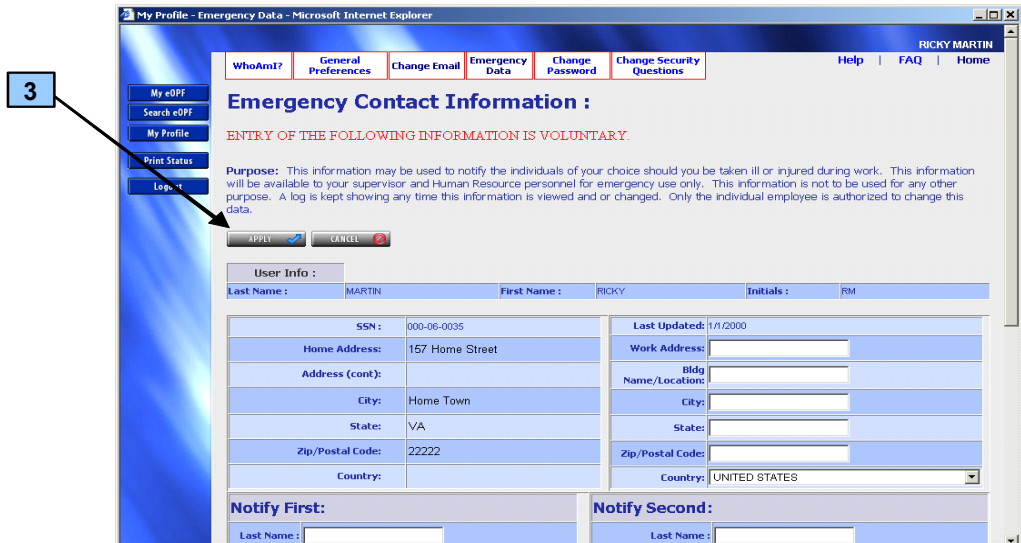 My Profile - Emergency Data - Microsoft Internet Explorer
RICKY MARTIN
WhoAmI? General Preferences Change Email Emergency Data Change Password Change Security Questions Help | FAQ | Home
3
My eOPF
Search eOPF
My Profile
Print Status
Logout
Emergency Contact Information :
ENTRY OF THE FOLLOWING INFORMATION IS VOLUNTARY.
Purpose: This information may be used to notify the individuals of your choice should you be taken ill or injured during work. This information
will be available to your supervisor and Human Resource personnel for emergency use only. This information is not to be used for any other
purpose. A log is kept showing any time this information is viewed and or changed. Only the individual employee is authorized to change this
data.
APPLY CANCEL
User Info :
Last Name : MARTIN First Name : RICKY Initials : RM
SSN : 000-06-0035 Last Updated: 1/1/2000
Home Address: 157 Home Street Work Address:
Address (cont): Bldg Name/Location:
City: Home Town City:
State: VA State:
Zip/Postal Code: 22222 Zip/Postal Code:
Country: Country: UNITED STATES
Notify First: Notify Second:
Last Name : Last Name :